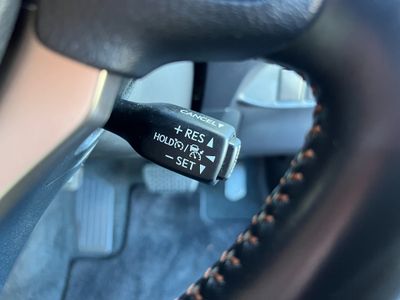 CANCEL▼
+ RES ▲
HOLD /
− SET ▼